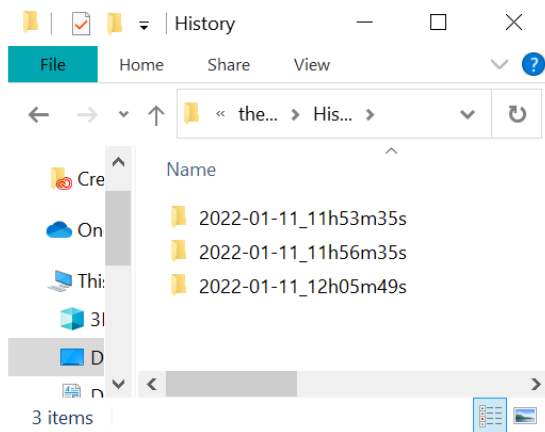 History
File Home Share View ?
« the... > His... >
Name
Cre
2022-01-11_11h53m35s
On
2022-01-11_11h56m35s
This
2022-01-11_12h05m49s
3D
D
D
3 items